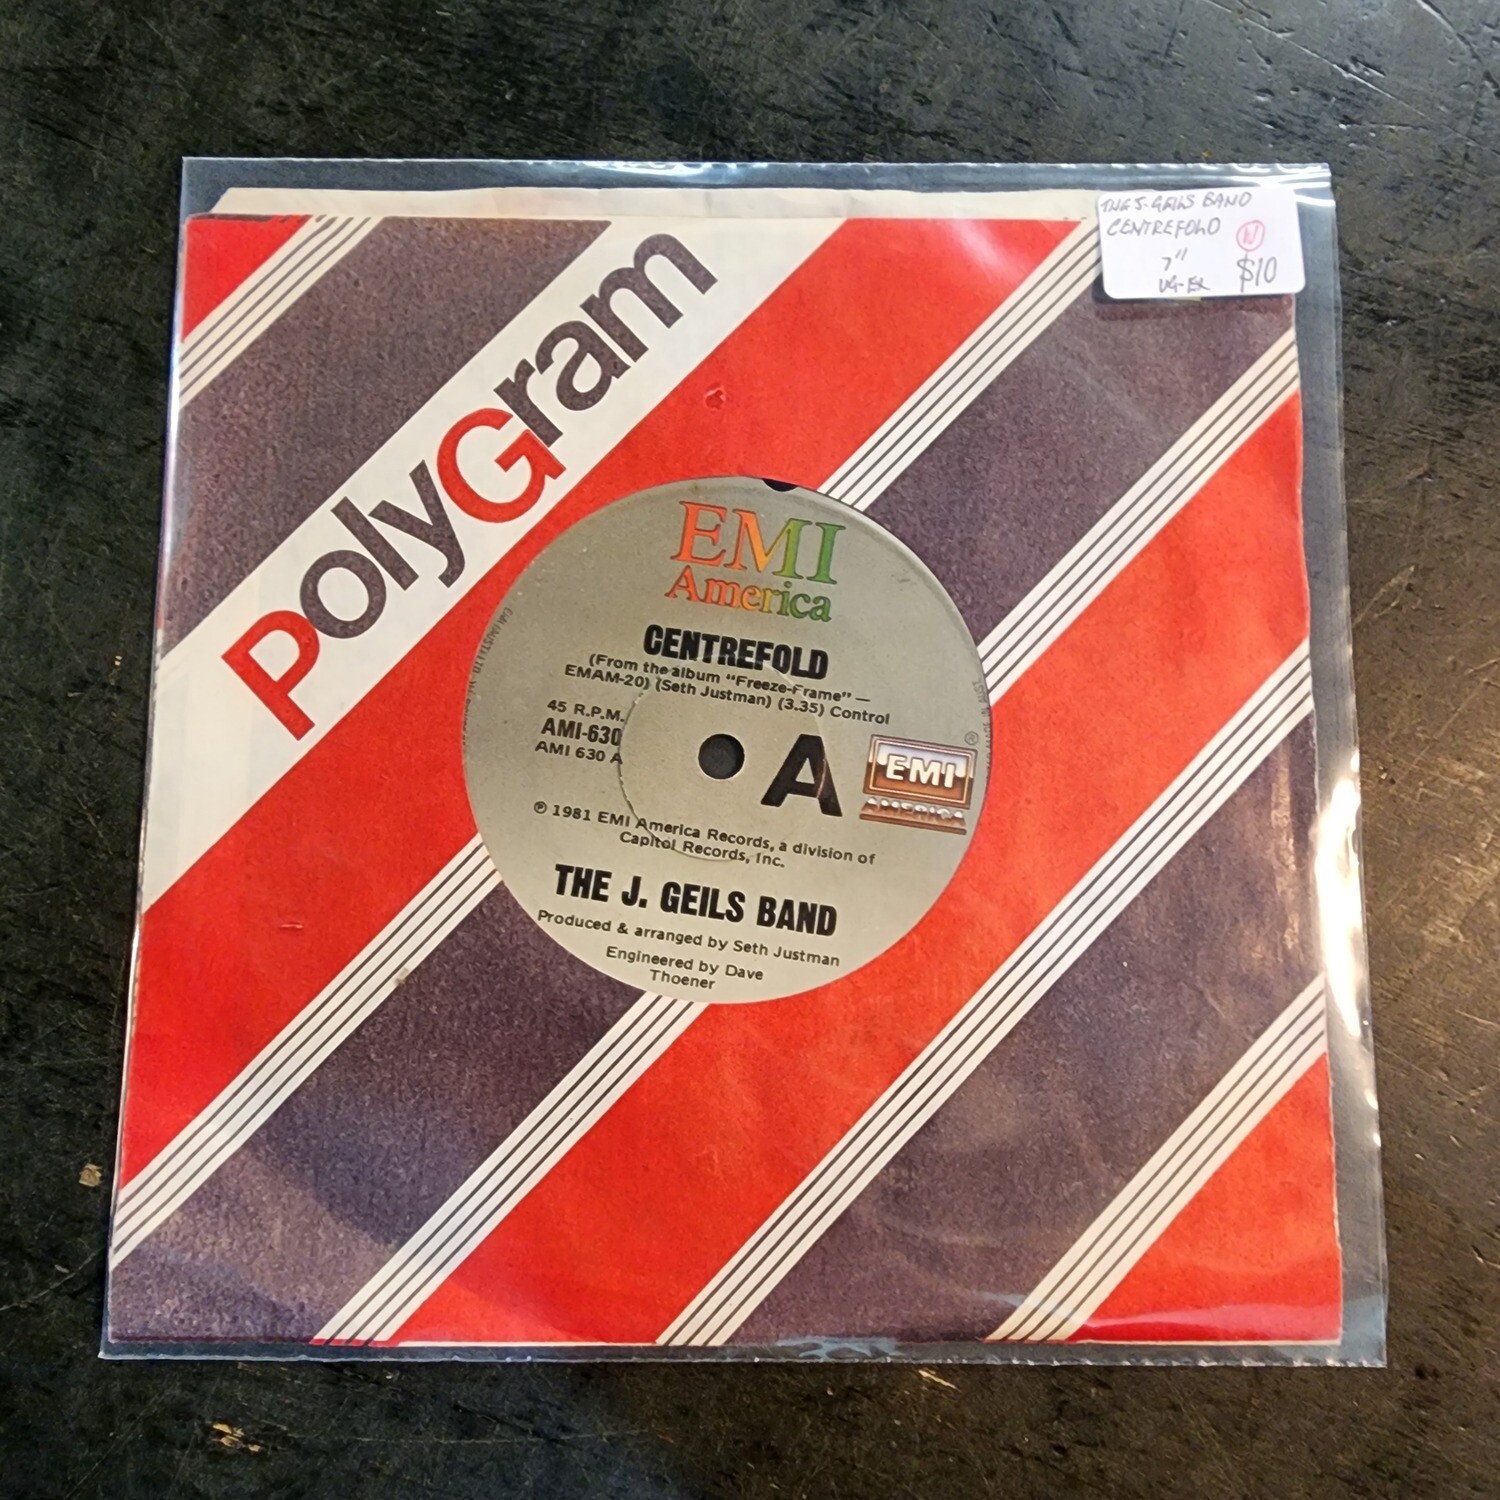 THE J. GEILS BAND
CENTREFOLD
7"
VG-EX $10
PolyGram
EMI
America
CENTREFOLD
(From the album "Freeze-Frame" —
EMAM-20) (Seth Justman) (3.35) Control
45 R.P.M.
AMI-630
AMI 630 A
A
EMI
AMERICA
®
℗ 1981 EMI America Records, a division of
Capitol Records, Inc.
THE J. GEILS BAND
Produced & arranged by Seth Justman
Engineered by Dave
Thoener